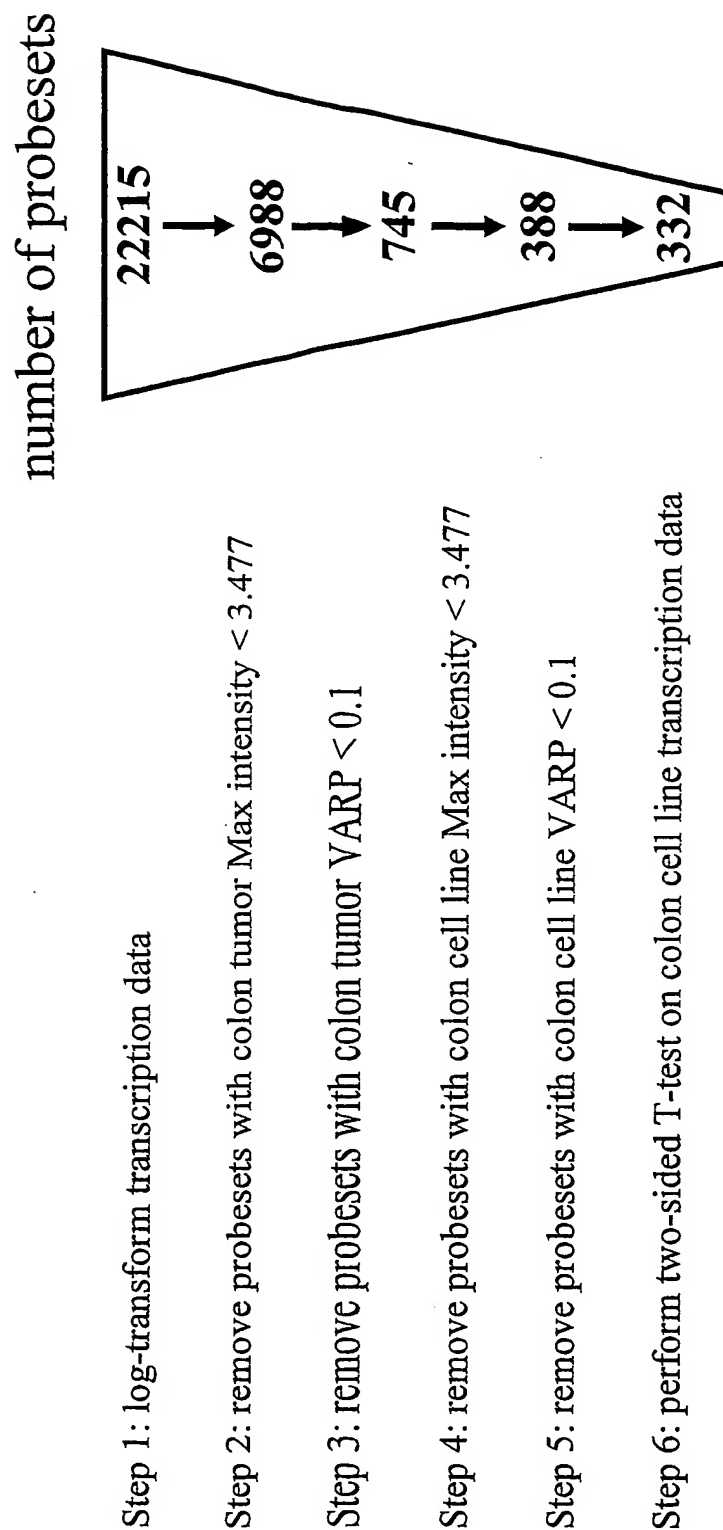 number of probesets
Step 1: log-transform transcription data
22215
Step 2: remove probesets with colon tumor Max intensity < 3.477
6988
Step 3: remove probesets with colon tumor VARP < 0.1
745
Step 4: remove probesets with colon cell line Max intensity < 3.477
388
Step 5: remove probesets with colon cell line VARP < 0.1
332
Step 6: perform two-sided T-test on colon cell line transcription data